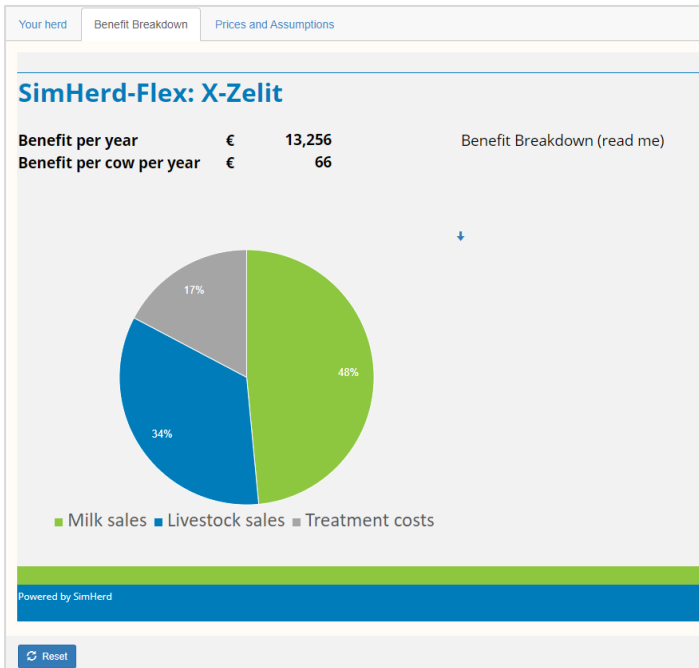 Your herd Benefit Breakdown Prices and Assumptions
SimHerd-Flex: X-Zelit
Benefit per year € 13,256 Benefit Breakdown (read me)
Benefit per cow per year € 66
17%
48%
34%
Milk sales Livestock sales Treatment costs
Powered by SimHerd
Reset